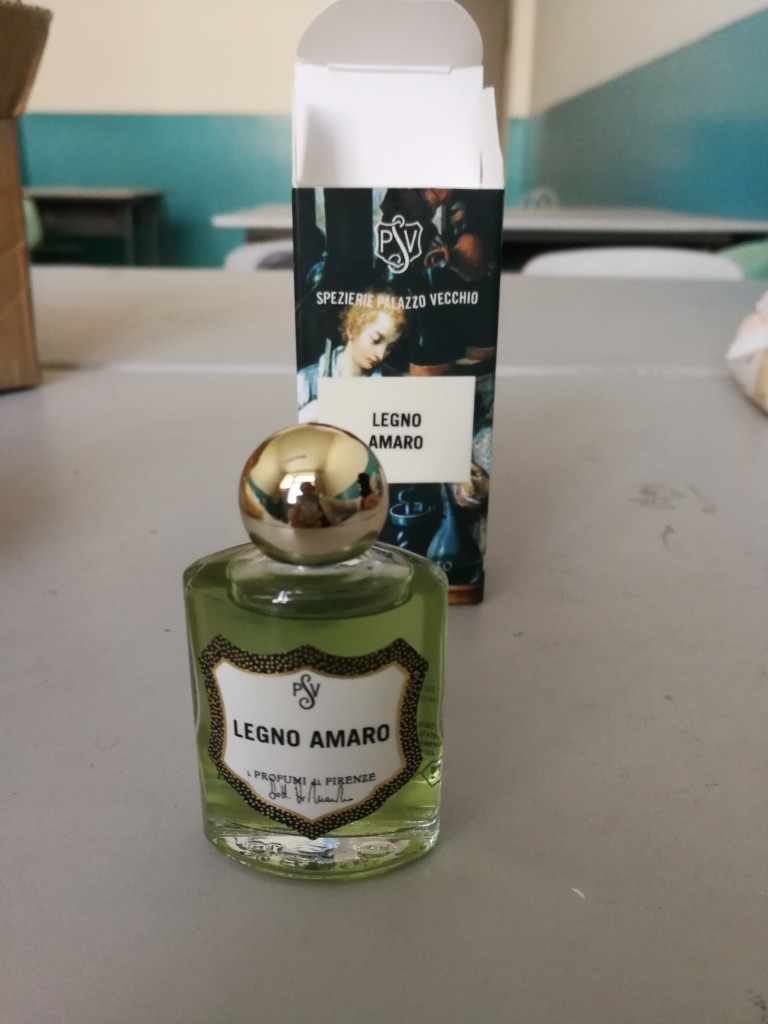 PSV
SPEZIERIE PALAZZO VECCHIO
LEGNO
AMARO
PSV
LEGNO AMARO
i PROFUMI di FIRENZE